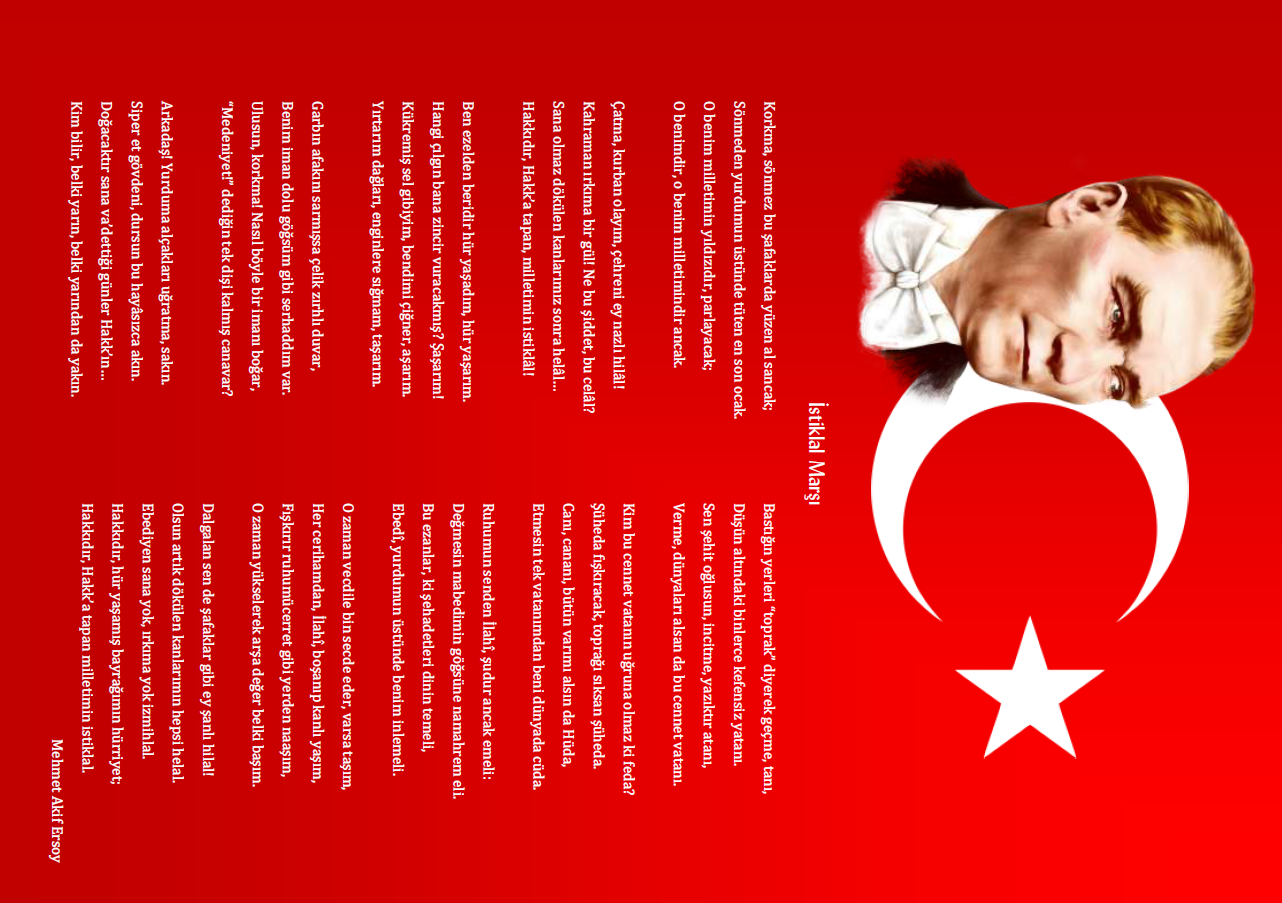 İstiklal Marşı
Korkma, sönmez bu şafaklarda yüzen al sancak;
Sönmeden yurdumun üstünde tüten en son ocak.
O benim milletimin yıldızıdır, parlayacak;
O benimdir, o benim milletimindir ancak.
Çatma, kurban olayım, çehreni ey nazlı hilâl!
Kahraman ırkıma bir gül! Ne bu şiddet, bu celâl?
Sana olmaz dökülen kanlarımız sonra helâl...
Hakkıdır, Hakk'a tapan, milletimin istiklâl!
Ben ezelden beridir hür yaşadım, hür yaşarım.
Hangi çılgın bana zincir vuracakmış? Şaşarım!
Kükremiş sel gibiyim, bendimi çiğner, aşarım.
Yırtarım dağları, enginlere sığmam, taşarım.
Garbın afakını sarmışsa çelik zırhlı duvar,
Benim iman dolu göğsüm gibi serhaddim var.
Ulusun, korkma! Nasıl böyle bir imanı boğar,
“Medeniyet!” dediğin tek dişi kalmış canavar?
Arkadaş! Yurduma alçakları uğratma, sakın.
Siper et gövdeni, dursun bu hayâsızca akın.
Doğacaktır sana va'dettiği günler Hakk'ın...
Kim bilir, belki yarın, belki yarından da yakın.
Bastığın yerleri “toprak” diyerek geçme, tanı,
Düşün altındaki binlerce kefensiz yatanı.
Sen şehit oğlusun, incitme, yazıktır atanı,
Verme, dünyaları alsan da bu cennet vatanı.
Kim bu cennet vatanın uğruna olmaz ki feda?
Şüheda fışkıracak, toprağı sıksan şüheda.
Canı, cananı, bütün varımı alsın da Hüda,
Etmesin tek vatanımdan beni dünyada cüda.
Ruhumun senden İlahî, şudur ancak emeli:
Değmesin mabedimin göğsüne namahrem eli.
Bu ezanlar, ki şehadetleri dinin temeli,
Ebedî, yurdumun üstünde benim inlemeli.
O zaman vecdile bin secde eder, varsa taşım,
Her cerihamdan, İlahî, boşanıp kanlı yaşım,
Fışkırır ruhumücerret gibi yerden naaşım,
O zaman yükselerek arşa değer belki başım.
Dalgalan sen de şafaklar gibi ey şanlı hilal!
Olsun artık dökülen kanlarımın hepsi helal.
Ebediyen sana yok, ırkıma yok izmihlal.
Hakkıdır, hür yaşamış bayrağımın hürriyet;
Hakkıdır, Hakk'a tapan milletimin istiklal.
Mehmet Akif Ersoy